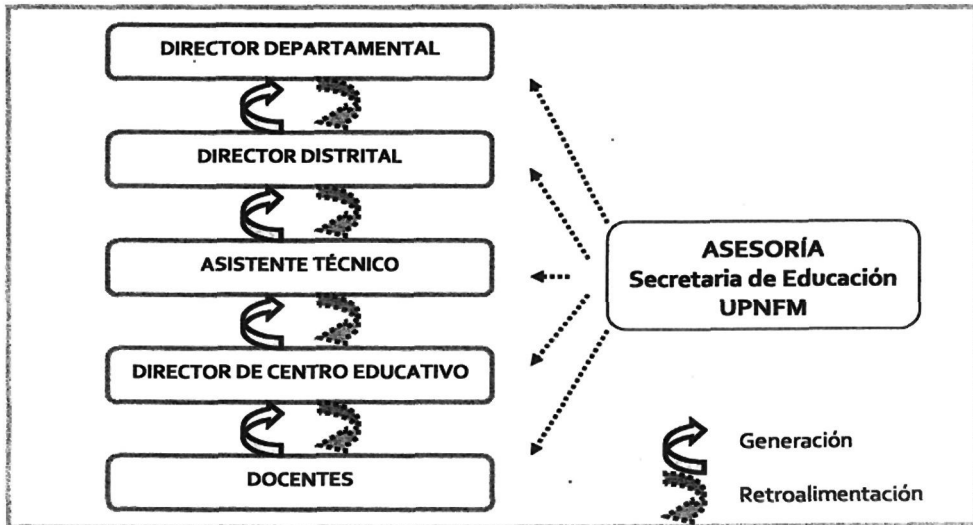 DIRECTOR DEPARTAMENTAL
DIRECTOR DISTRITAL
ASISTENTE TÉCNICO
DIRECTOR DE CENTRO EDUCATIVO
DOCENTES
ASESORÍA
Secretaria de Educación
UPNFM
Generación
Retroalimentación